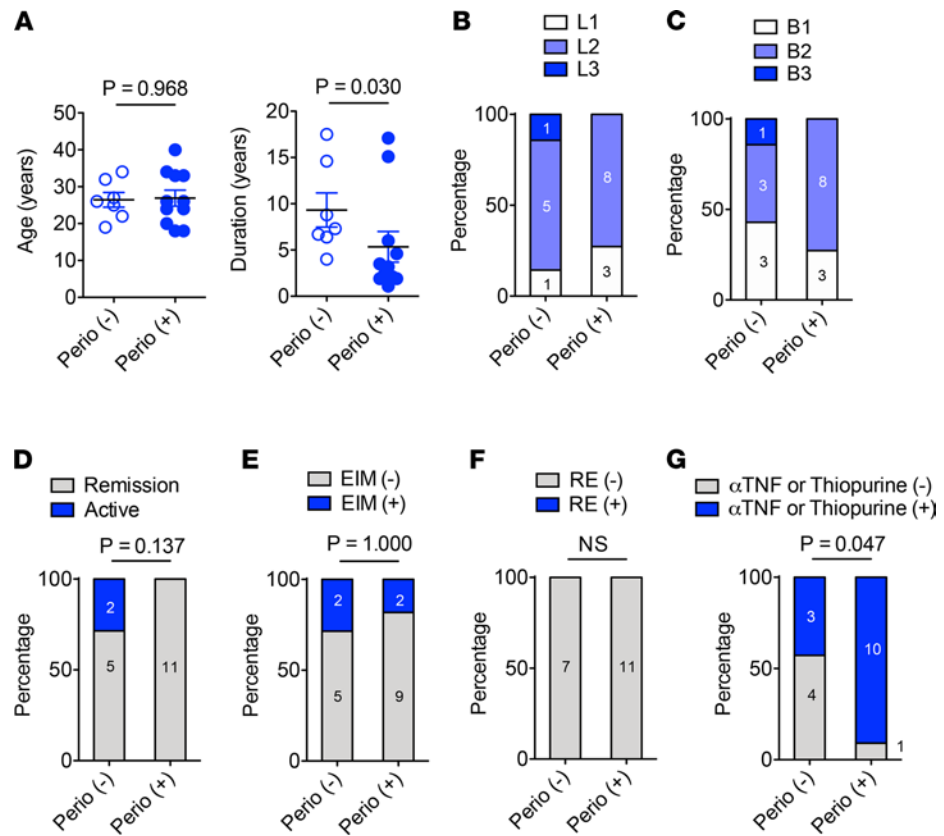 A
P = 0.968
Age (years)
50
40
30
20
10
0
Perio (-)
Perio (+)
P = 0.030
Duration (years)
20
15
10
5
0
Perio (-)
Perio (+)
B
L1
L2
L3
Percentage
100
50
0
1
5
1
8
3
Perio (-)
Perio (+)
C
B1
B2
B3
Percentage
100
50
0
1
3
3
8
3
Perio (-)
Perio (+)
D
Remission
Active
P = 0.137
Percentage
100
50
0
2
5
11
Perio (-)
Perio (+)
E
EIM (-)
EIM (+)
P = 1.000
Percentage
100
50
0
2
5
2
9
Perio (-)
Perio (+)
F
RE (-)
RE (+)
NS
Percentage
100
50
0
7
11
Perio (-)
Perio (+)
G
αTNF or Thiopurine (-)
αTNF or Thiopurine (+)
P = 0.047
Percentage
100
50
0
3
4
10
1
Perio (-)
Perio (+)